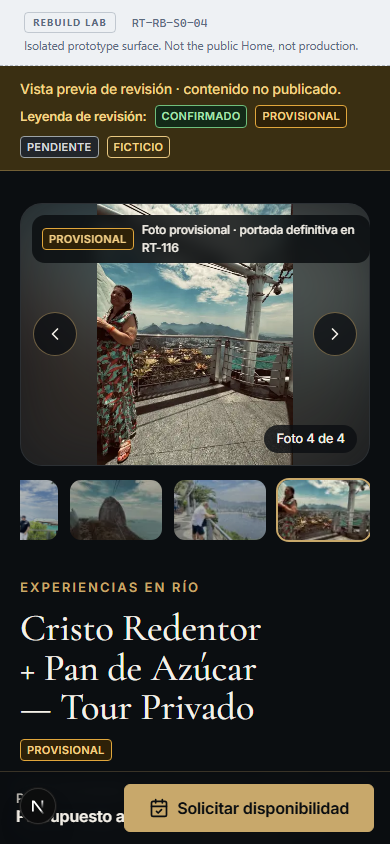 REBUILD LAB RT-RB-S0-04
Isolated prototype surface. Not the public Home, not production.
Vista previa de revisión · contenido no publicado.
Leyenda de revisión: CONFIRMADO PROVISIONAL
PENDIENTE FICTICIO
PROVISIONAL
Foto provisional · portada definitiva en
RT-116
Foto 4 de 4
EXPERIENCIAS EN RÍO
Cristo Redentor
+ Pan de Azúcar
— Tour Privado
PROVISIONAL
N
Solicitar disponibilidad